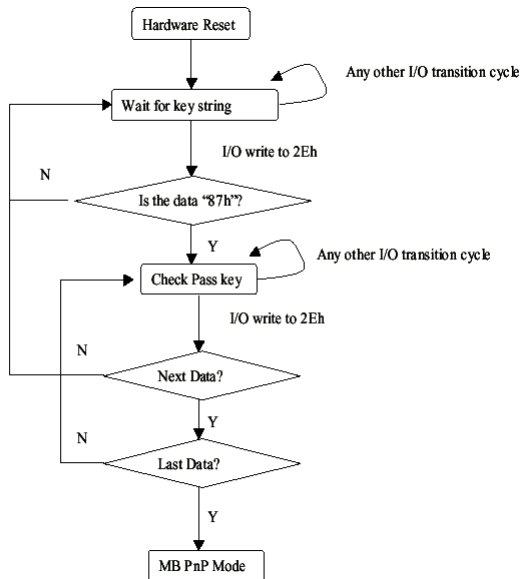 Hardware Reset
Any other I/O transition cycle
Wait for key string
I/O write to 2Eh
N
Is the data “87h”?
Y
Any other I/O transition cycle
Check Pass key
I/O write to 2Eh
N
Next Data?
Y
N
Last Data?
Y
MB PnP Mode